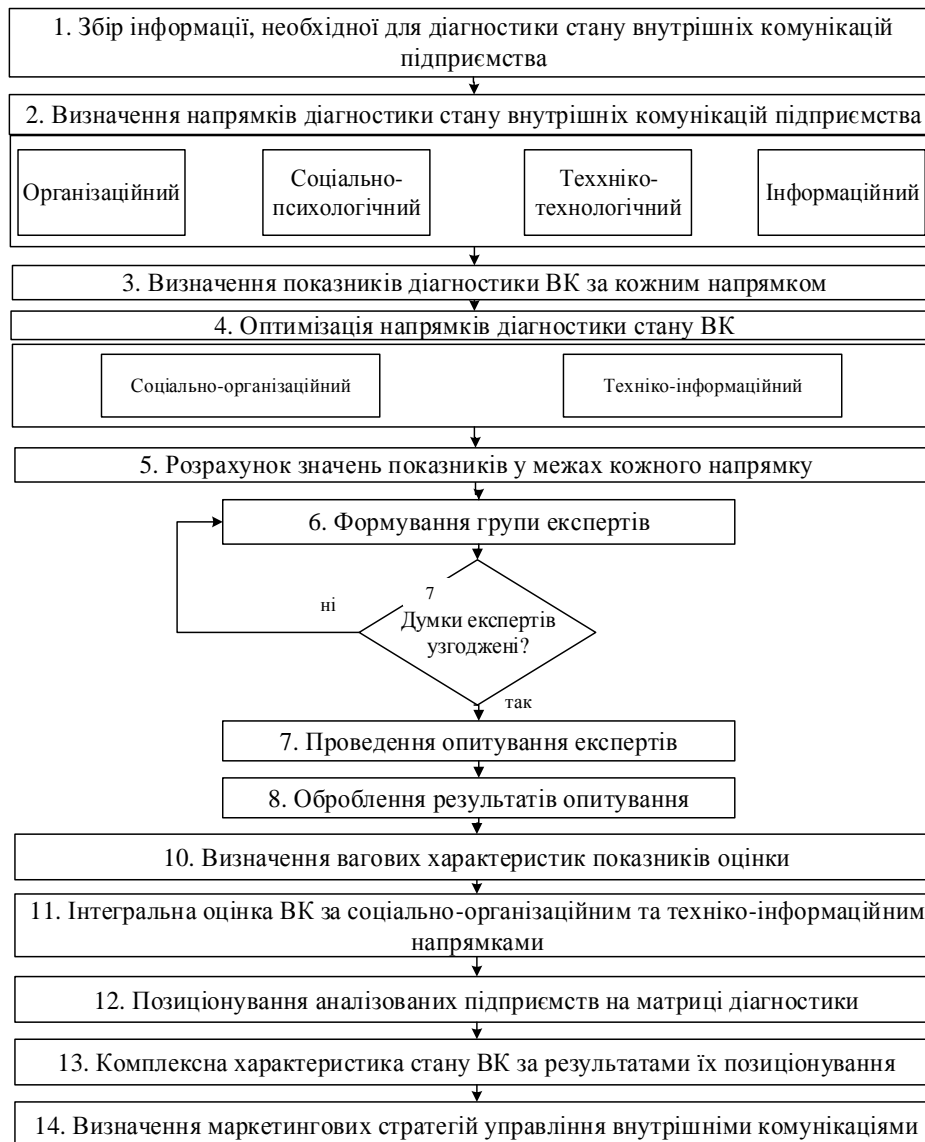 1. Збір інформації, необхідної для діагностики стану внутрішніх комунікацій
підприємства
2. Визначення напрямків діагностики стану внутрішніх комунікацій підприємства
Організаційний
Соціально-
психологічний
Теххніко-
технологічний
Інформаційний
3. Визначення показників діагностики ВК за кожним напрямком
4. Оптимізація напрямків діагностики стану ВК
Соціально-організаційний
Техніко-інформаційний
5. Розрахунок значень показників у межах кожного напрямку
6. Формування групи експертів
7
ні
Думки експертів
узгоджені?
так
7. Проведення опитування експертів
8. Оброблення результатів опитування
10. Визначення вагових характеристик показників оцінки
11. Інтегральна оцінка ВК за соціально-організаційним та техніко-інформаційним
напрямками
12. Позиціонування аналізованих підприємств на матриці діагностики
13. Комплексна характеристика стану ВК за результатами їх позиціонування
14. Визначення маркетингових стратегій управління внутрішніми комунікаціями